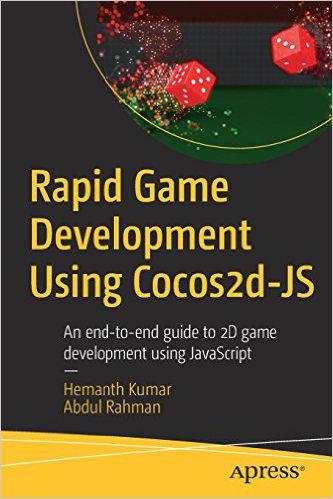 Rapid Game
Development
Using Cocos2d-JS
An end-to-end guide to 2D game
development using JavaScript
—
Hemanth Kumar
Abdul Rahman
Apress®